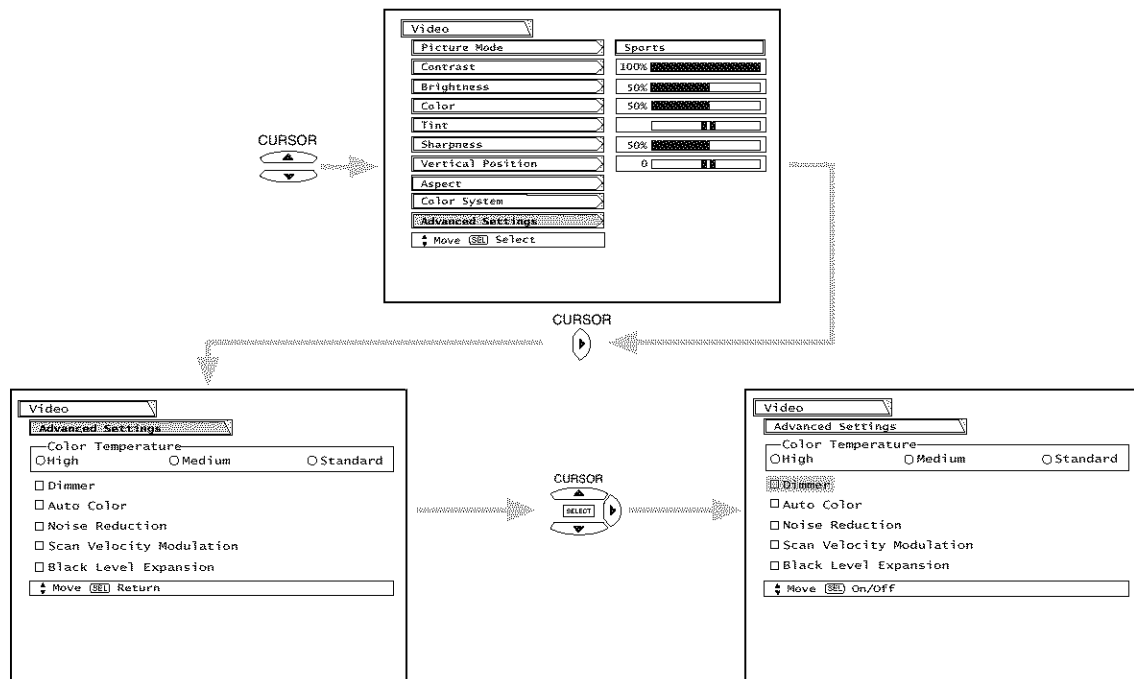 Video
Picture Mode Sports
Contrast 100%
Brightness 50%
Color 50%
Tint
Sharpness 50%
Vertical Position 0
Aspect
Color System
Advanced Settings
Move SEL Select
CURSOR
CURSOR
Video
Advanced Settings
Color Temperature
High Medium Standard
Dimmer
Auto Color
Noise Reduction
Scan Velocity Modulation
Black Level Expansion
Move SEL Return
CURSOR
SELECT
Video
Advanced Settings
Color Temperature
High Medium Standard
Dimmer
Auto Color
Noise Reduction
Scan Velocity Modulation
Black Level Expansion
Move SEL On/Off